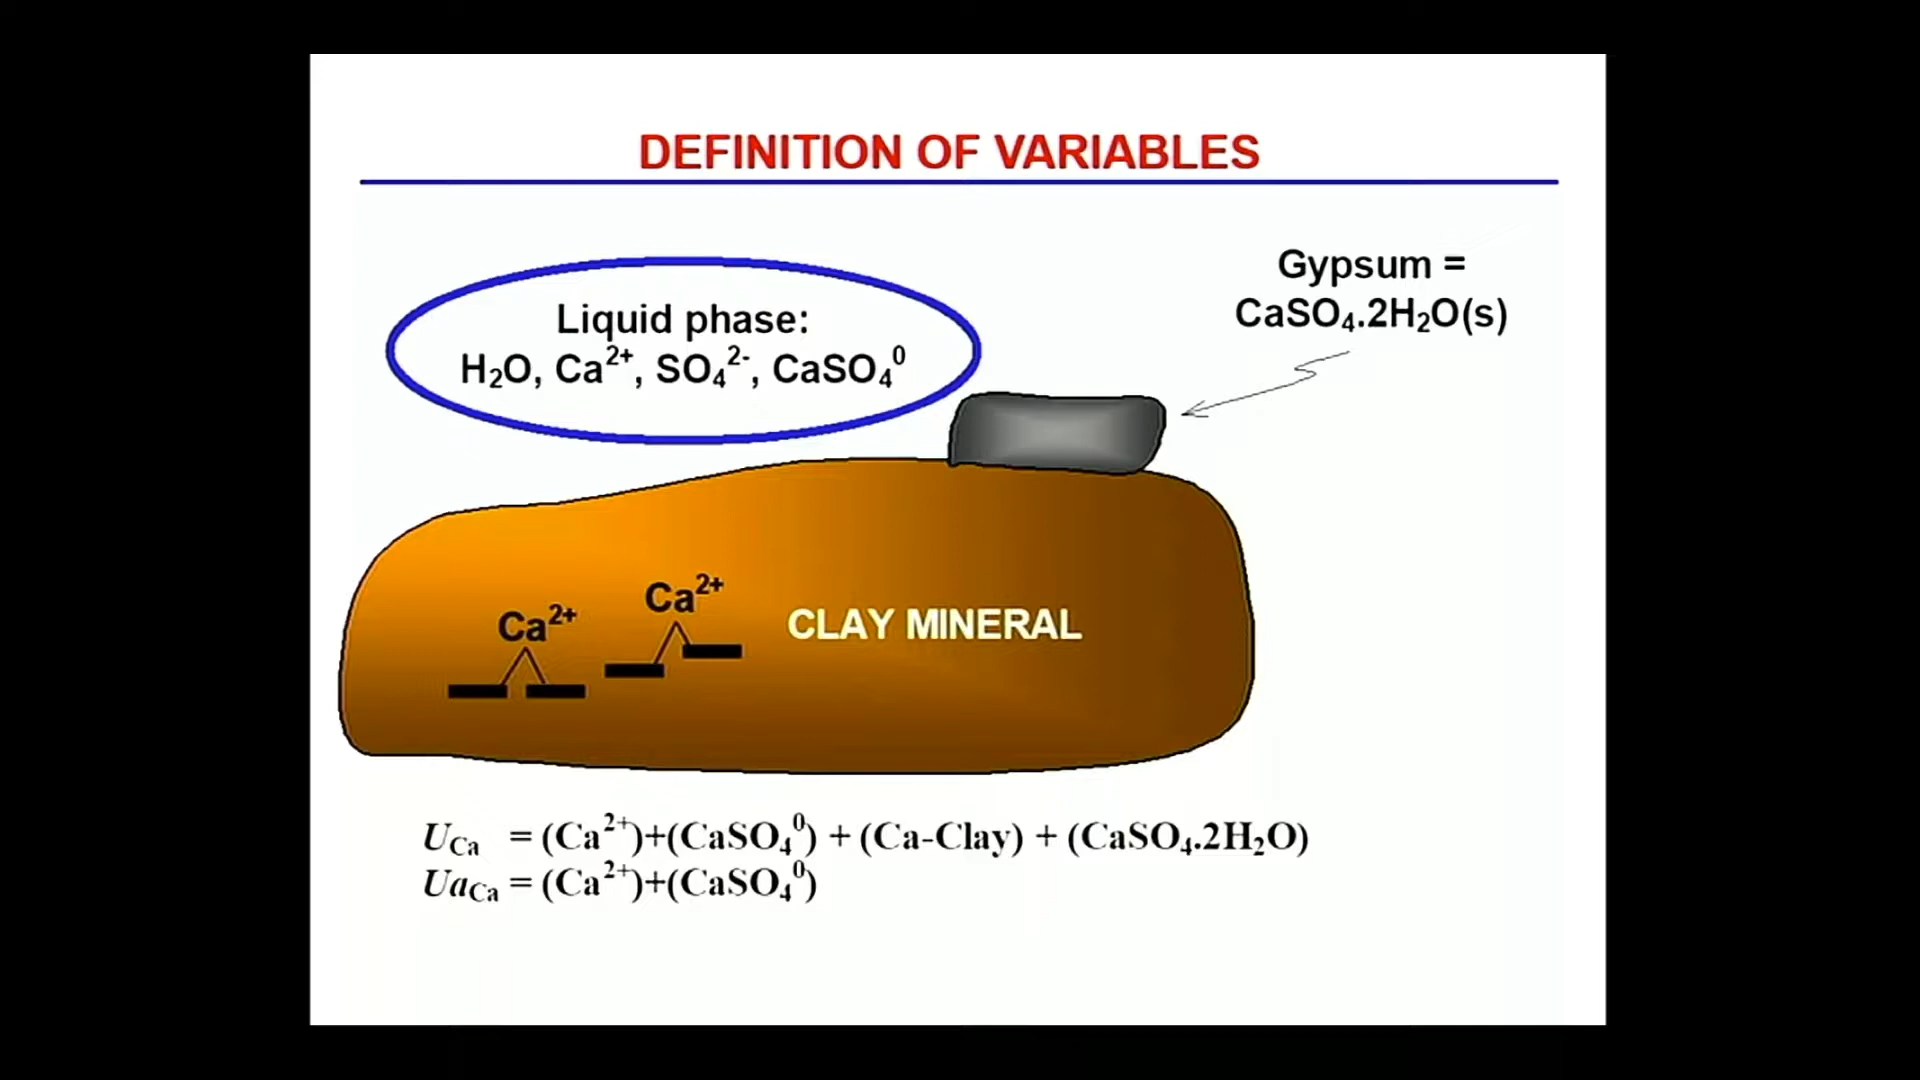 DEFINITION OF VARIABLES
Gypsum =
CaSO₄.2H₂O(s)
Liquid phase:
H₂O, Ca²⁺, SO₄²⁻, CaSO₄⁰
Ca²⁺
Ca²⁺
CLAY MINERAL
U_Ca = (Ca²⁺)+(CaSO₄⁰) + (Ca-Clay) + (CaSO₄.2H₂O)
Ua_Ca = (Ca²⁺)+(CaSO₄⁰)